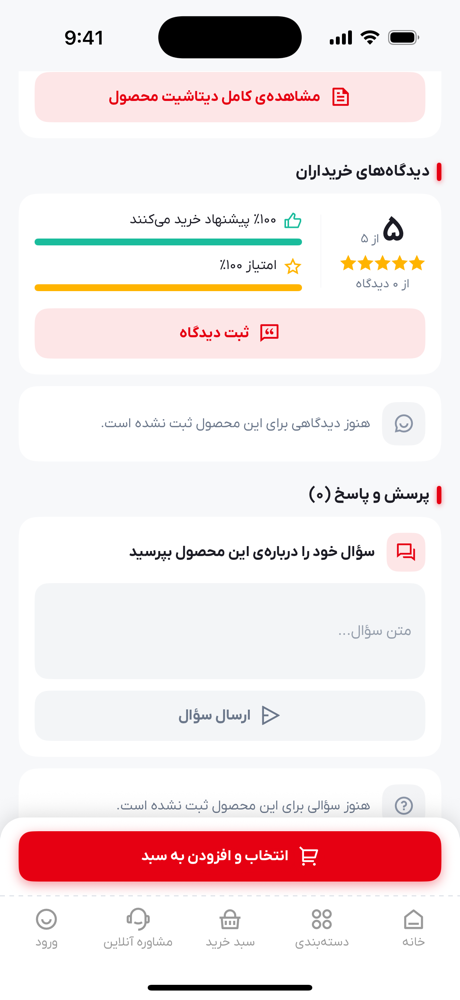 9:41
مشاهده‌ی کامل دیتاشیت محصول
دیدگاه‌های خریداران
۵
از ۵
از ۰ دیدگاه
۱۰۰٪ پیشنهاد خرید می‌کنند
امتیاز ۱۰۰٪
ثبت دیدگاه
هنوز دیدگاهی برای این محصول ثبت نشده است.
پرسش و پاسخ (۰)
سؤال خود را درباره‌ی این محصول بپرسید
متن سؤال...
ارسال سؤال
هنوز سؤالی برای این محصول ثبت نشده است.
انتخاب و افزودن به سبد
خانه
دسته‌بندی
سبد خرید
مشاوره آنلاین
ورود